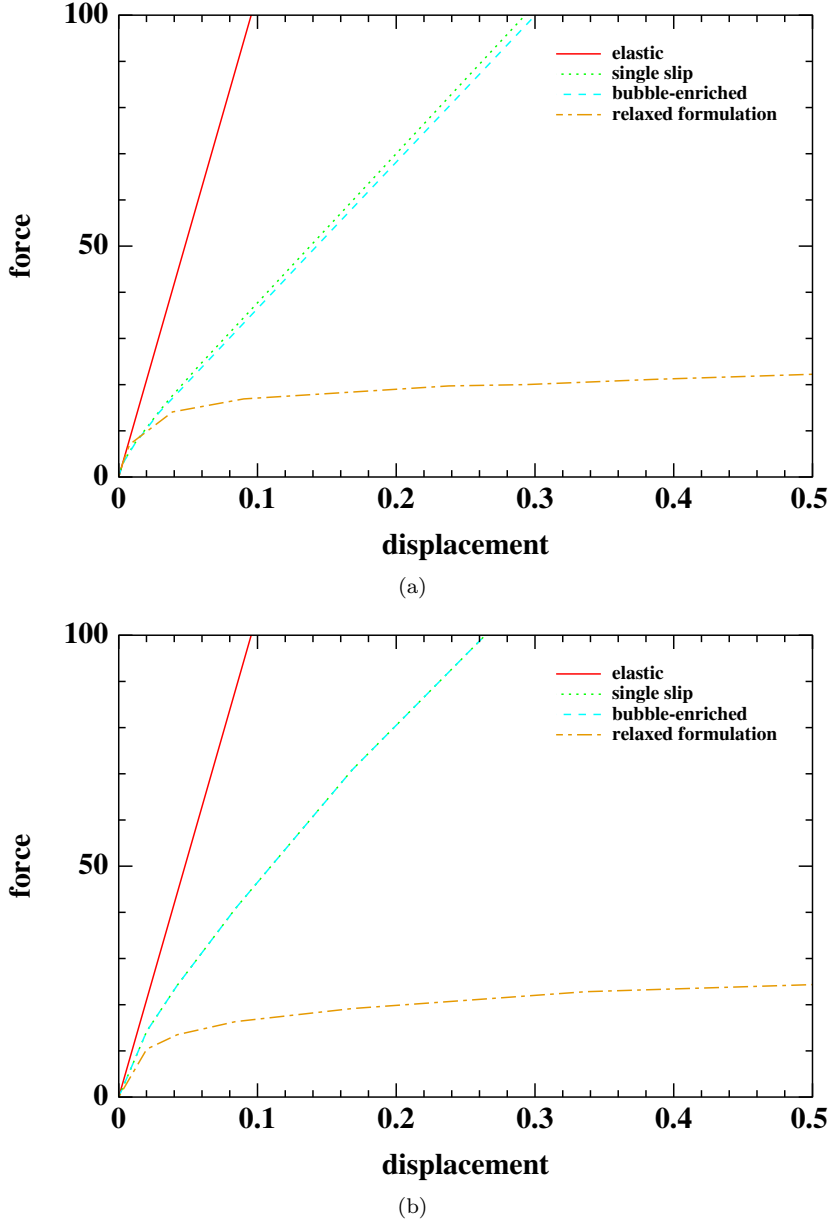 100
50
0
force
elastic
single slip
bubble-enriched
relaxed formulation
0 0.1 0.2 0.3 0.4 0.5
displacement
(a)
100
50
0
force
elastic
single slip
bubble-enriched
relaxed formulation
0 0.1 0.2 0.3 0.4 0.5
displacement
(b)